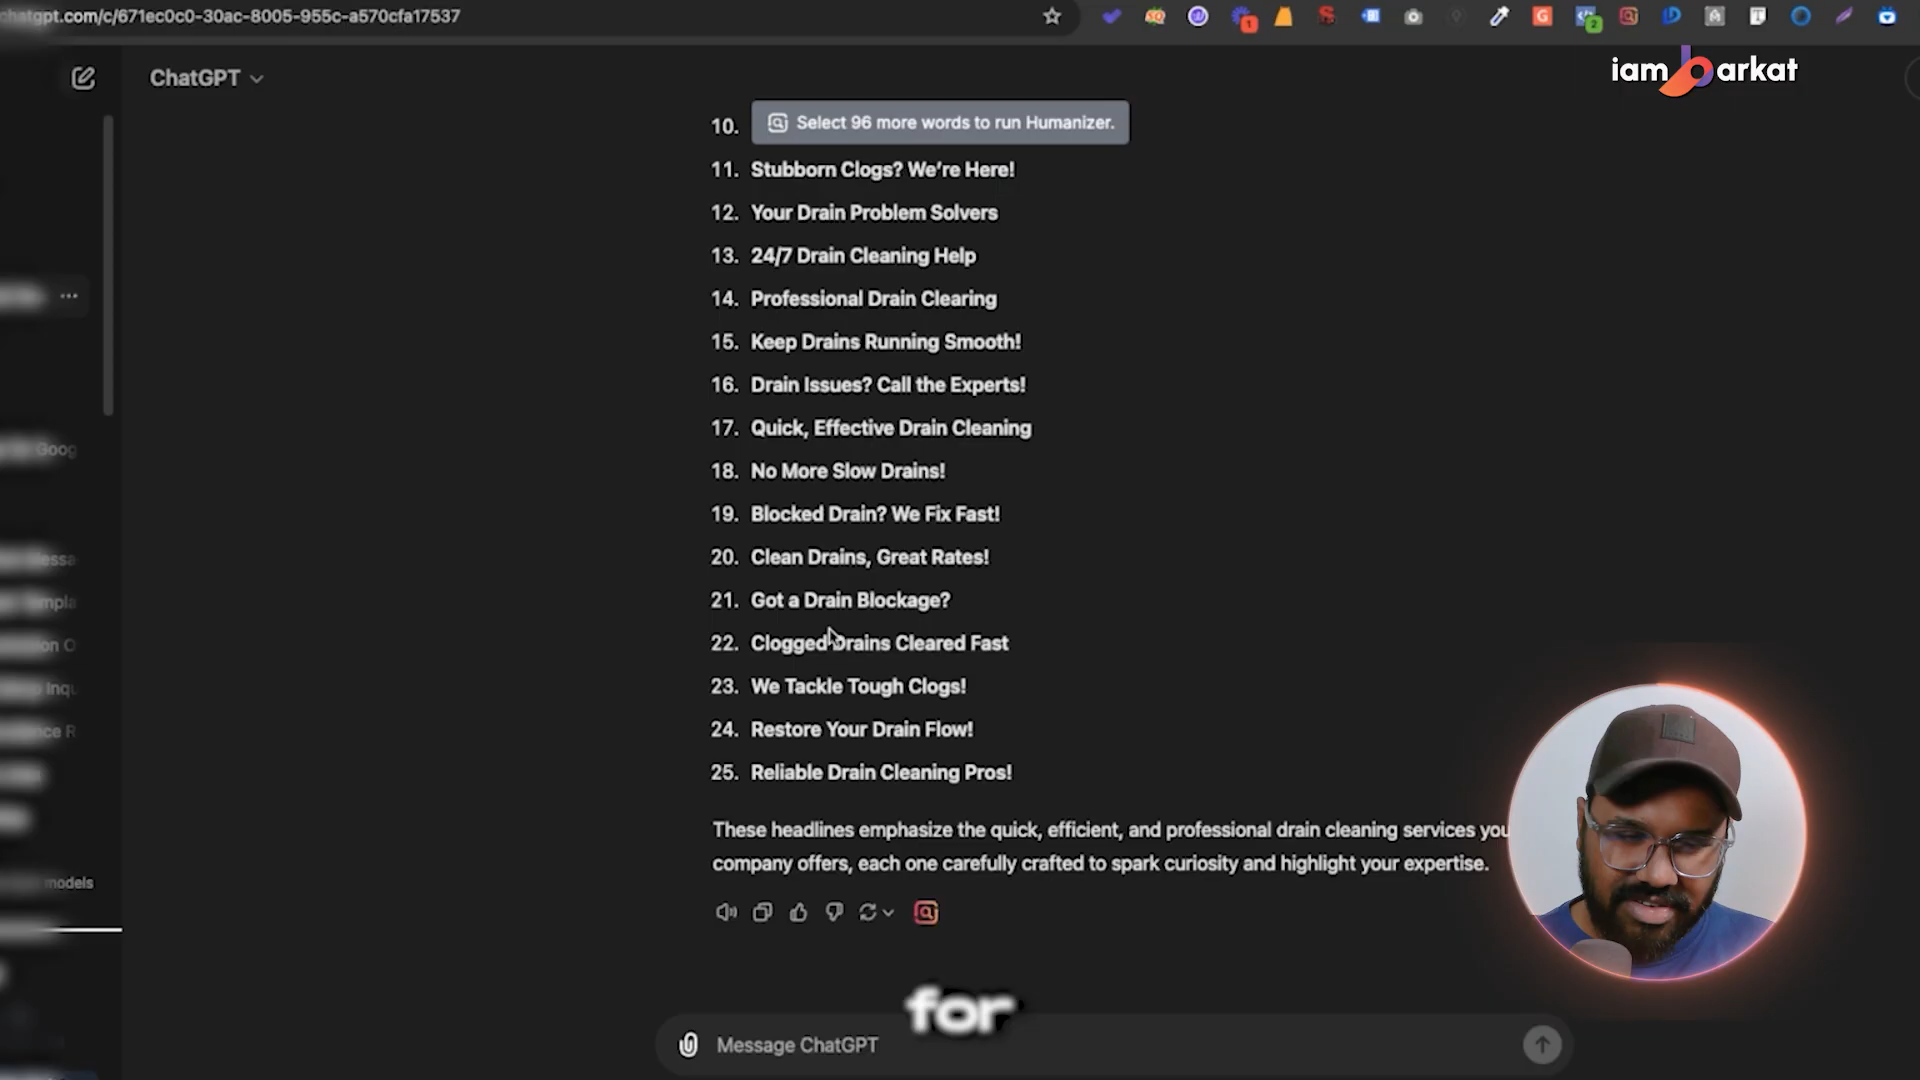 chatgpt.com/c/671ec0c0-30ac-8005-955c-a570cfa17537
ChatGPT
iam barkat
10.
Select 96 more words to run Humanizer.
11. Stubborn Clogs? We’re Here!
12. Your Drain Problem Solvers
13. 24/7 Drain Cleaning Help
14. Professional Drain Clearing
15. Keep Drains Running Smooth!
16. Drain Issues? Call the Experts!
17. Quick, Effective Drain Cleaning
18. No More Slow Drains!
19. Blocked Drain? We Fix Fast!
20. Clean Drains, Great Rates!
21. Got a Drain Blockage?
22. Clogged Drains Cleared Fast
23. We Tackle Tough Clogs!
24. Restore Your Drain Flow!
25. Reliable Drain Cleaning Pros!
These headlines emphasize the quick, efficient, and professional drain cleaning services you
company offers, each one carefully crafted to spark curiosity and highlight your expertise.
models
for
Message ChatGPT